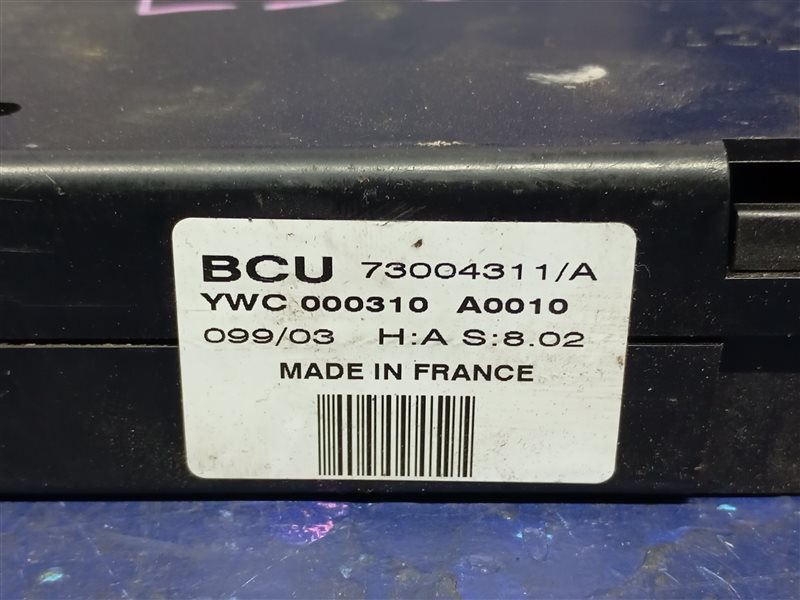 BCU 73004311/A
YWC 000310 A0010
099/03 H:A S:8.02
MADE IN FRANCE